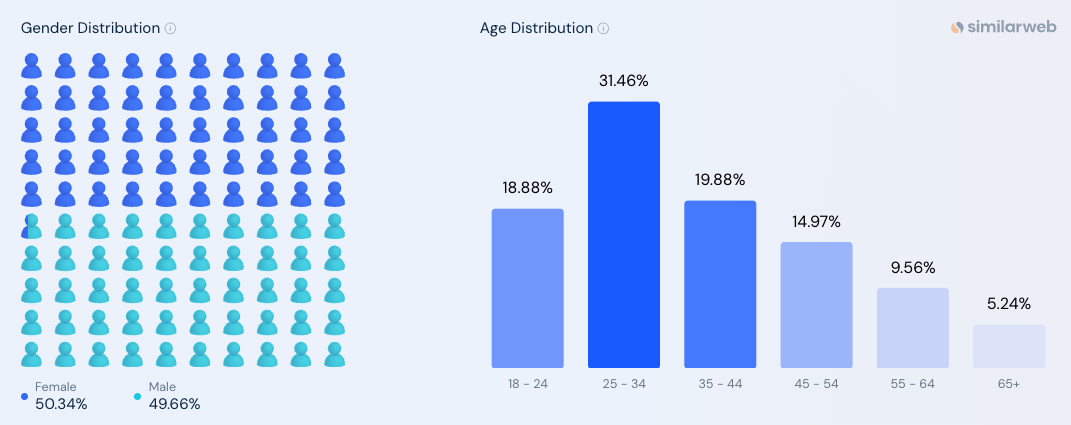 Gender Distribution
Female
50.34%
Male
49.66%
Age Distribution
similarweb
18.88%
31.46%
19.88%
14.97%
9.56%
5.24%
18 - 24
25 - 34
35 - 44
45 - 54
55 - 64
65+